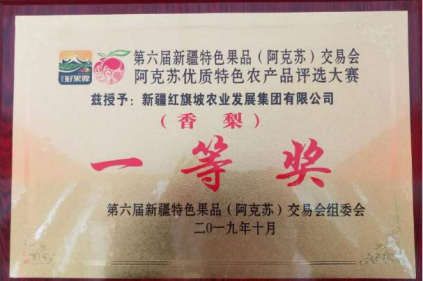 好果源
第六届新疆特色果品(阿克苏)交易会
阿克苏优质特色农产品评选大赛
兹授予:新疆红旗坡农业发展集团有限公司
(香梨)
一等奖
第六届新疆特色果品(阿克苏)交易会组委会
二〇一九年十月